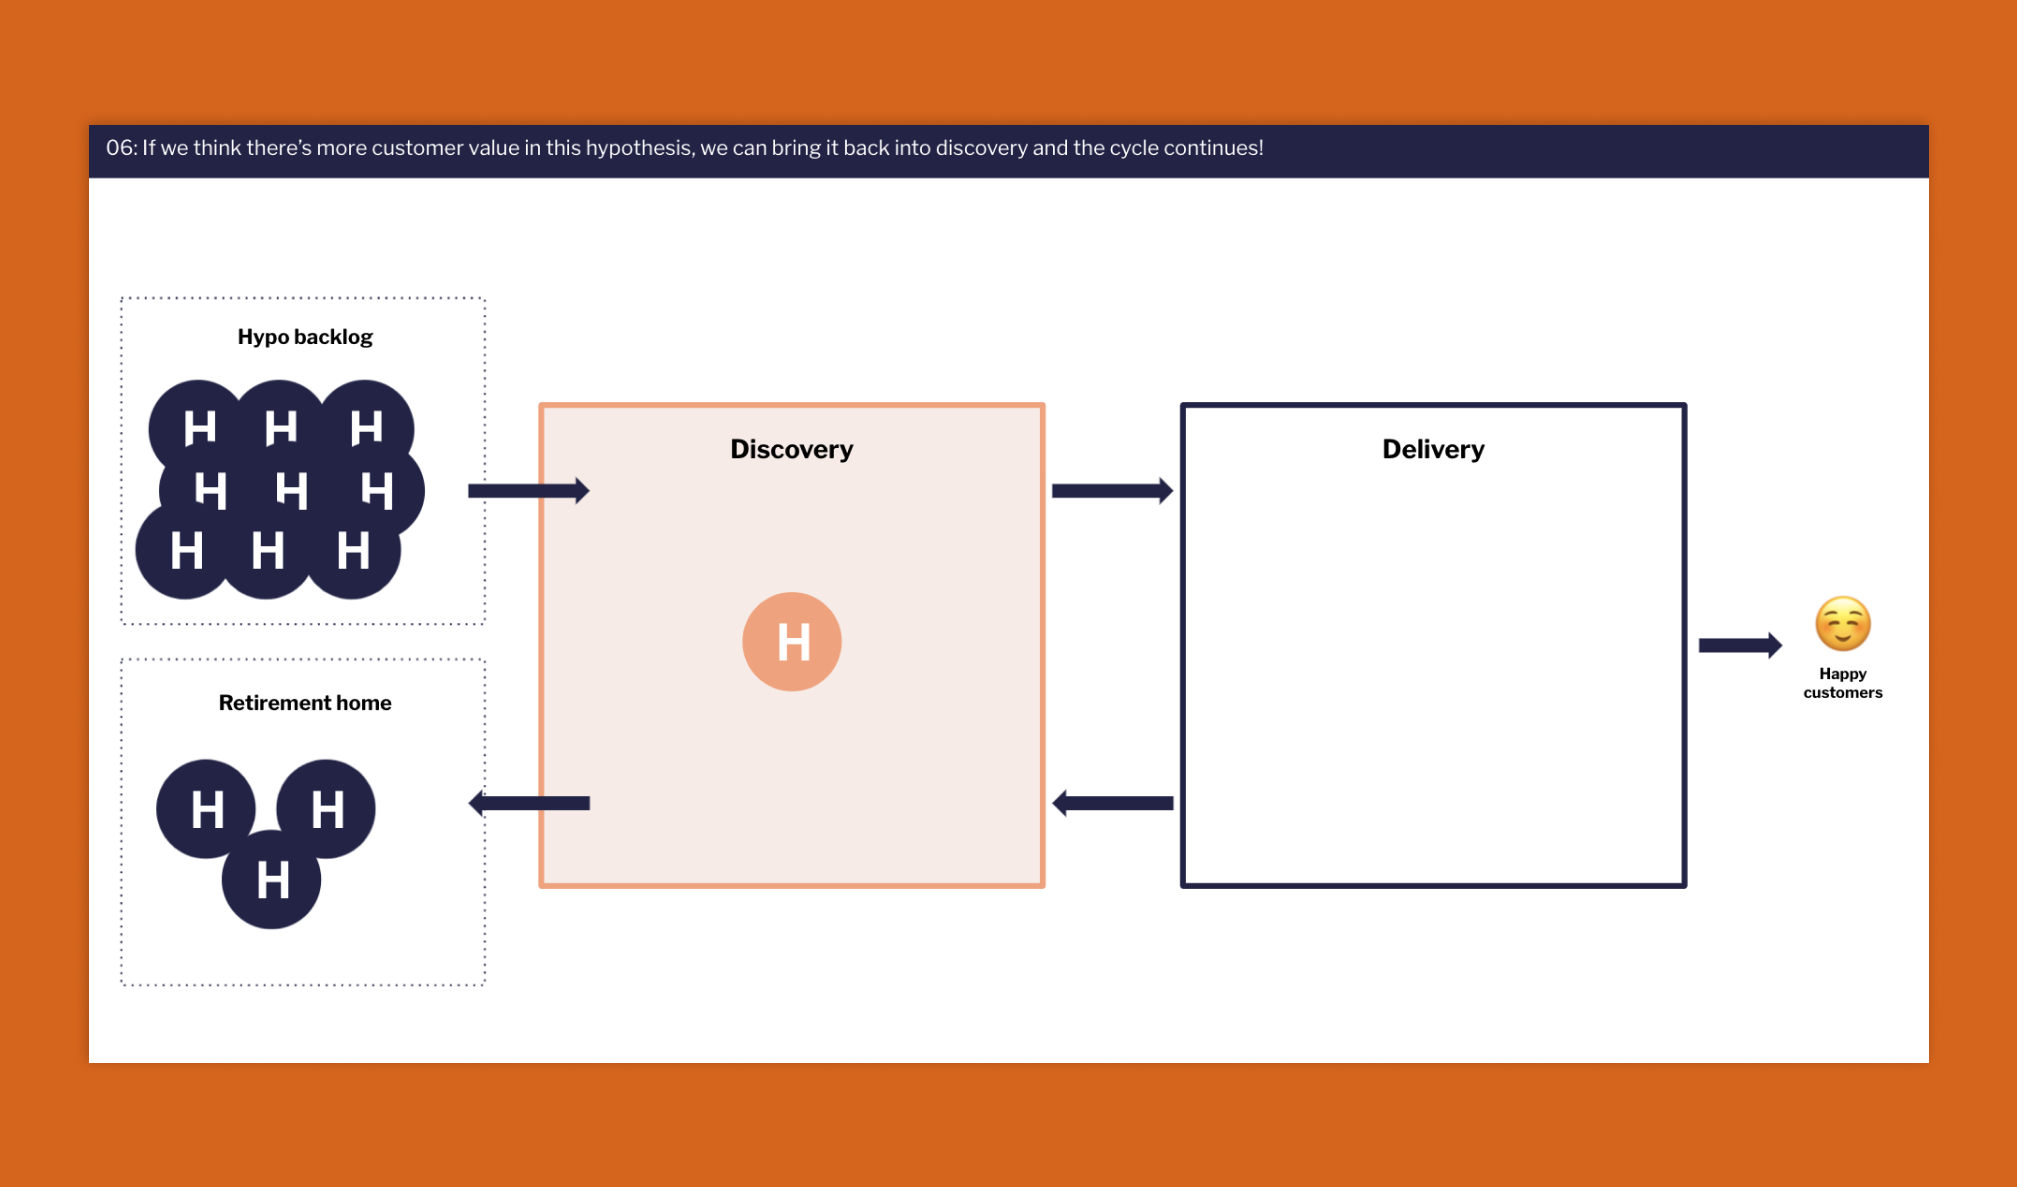 06: If we think there’s more customer value in this hypothesis, we can bring it back into discovery and the cycle continues!
Hypo backlog
H H H
H H H
H H H
Retirement home
H H
H
Discovery
H
Delivery
Happy
customers